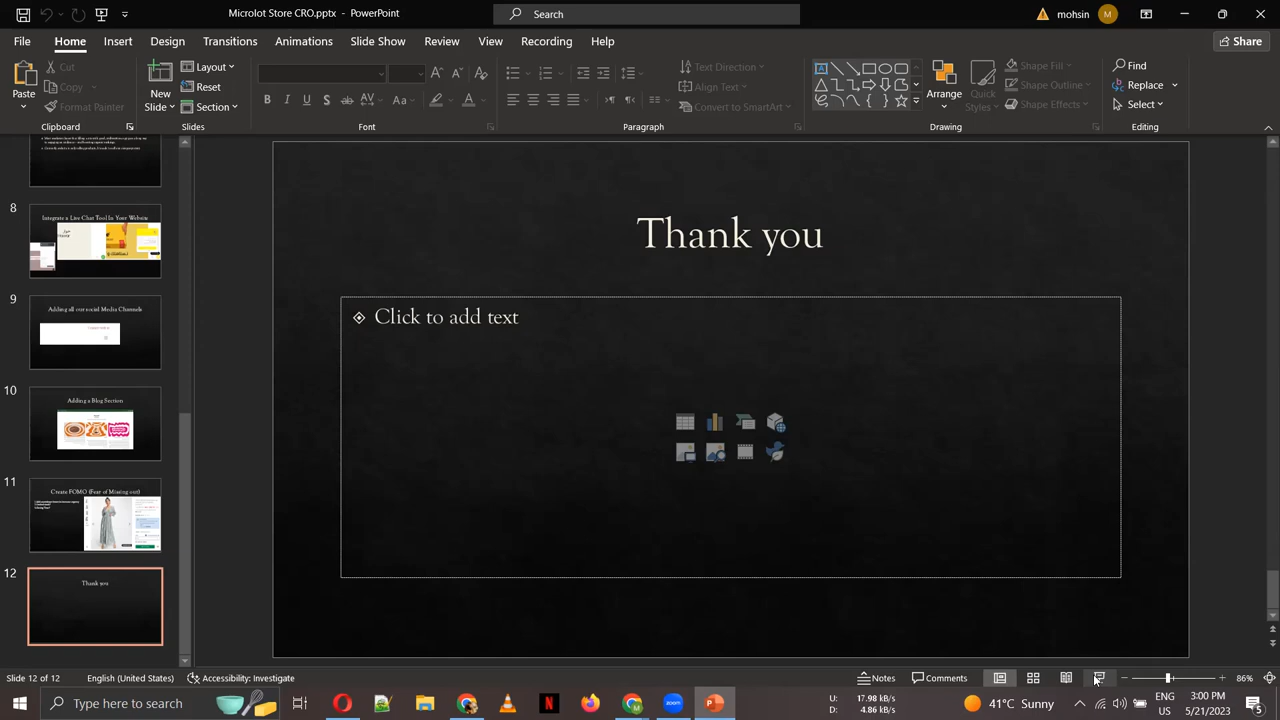 Microlot Store CRO.pptx - PowerPoint
Search
mohsin
M
File
Home
Insert
Design
Transitions
Animations
Slide Show
Review
View
Recording
Help
Share
Paste
Cut
Copy
Format Painter
Clipboard
New
Slide
Layout
Reset
Section
Slides
B
I
U
S
ab
AV
Aa
A
Font
Text Direction
Align Text
Convert to SmartArt
Paragraph
Arrange
Quick
Styles
Shape Fill
Shape Outline
Shape Effects
Drawing
Find
Replace
Select
Editing
8
Integrate a Live Chat Tool In Your Website
9
Adding all our social Media Channels
10
Adding a Blog Section
11
Create FOMO (Fear of Missing out)
12
Thank you
Thank you
Click to add text
Slide 12 of 12
English (United States)
Accessibility: Investigate
Notes
Comments
86%
Type here to search
U:
17.98 kB/s
D:
4.86 kB/s
41°C Sunny
ENG
US
3:00 PM
5/21/2023
5